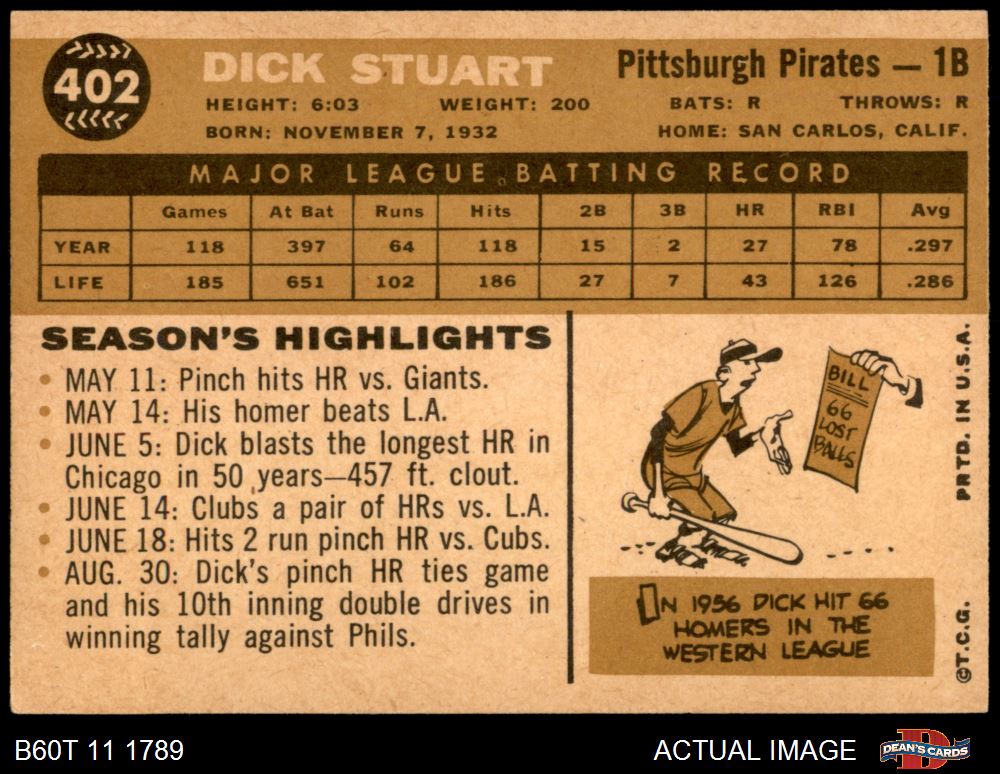 402
DICK STUART
Pittsburgh Pirates — 1B
HEIGHT: 6:03 WEIGHT: 200 BATS: R THROWS: R
BORN: NOVEMBER 7, 1932 HOME: SAN CARLOS, CALIF.
MAJOR LEAGUE BATTING RECORD
Games At Bat Runs Hits 2B 3B HR RBI Avg
YEAR 118 397 64 118 15 2 27 78 .297
LIFE 185 651 102 186 27 7 43 126 .286
SEASON'S HIGHLIGHTS
• MAY 11: Pinch hits HR vs. Giants.
• MAY 14: His homer beats L.A.
• JUNE 5: Dick blasts the longest HR in
Chicago in 50 years—457 ft. clout.
• JUNE 14: Clubs a pair of HRs vs. L.A.
• JUNE 18: Hits 2 run pinch HR vs. Cubs.
• AUG. 30: Dick's pinch HR ties game
and his 10th inning double drives in
winning tally against Phils.
BILL
66
LOST
BALLS
IN 1956 DICK HIT 66
HOMERS IN THE
WESTERN LEAGUE
PRTD. IN U.S.A.
©T.C.G.
B60T 11 1789
ACTUAL IMAGE
DEAN'S CARDS